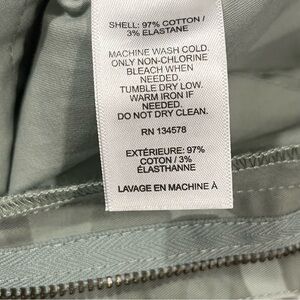 SHELL: 97% COTTON /
3% ELASTANE
MACHINE WASH COLD.
ONLY NON-CHLORINE
BLEACH WHEN
NEEDED.
TUMBLE DRY LOW.
WARM IRON IF
NEEDED.
DO NOT DRY CLEAN.
RN 134578
EXTÉRIEURE: 97%
COTON / 3%
ÉLASTHANNE
LAVAGE EN MACHINE À